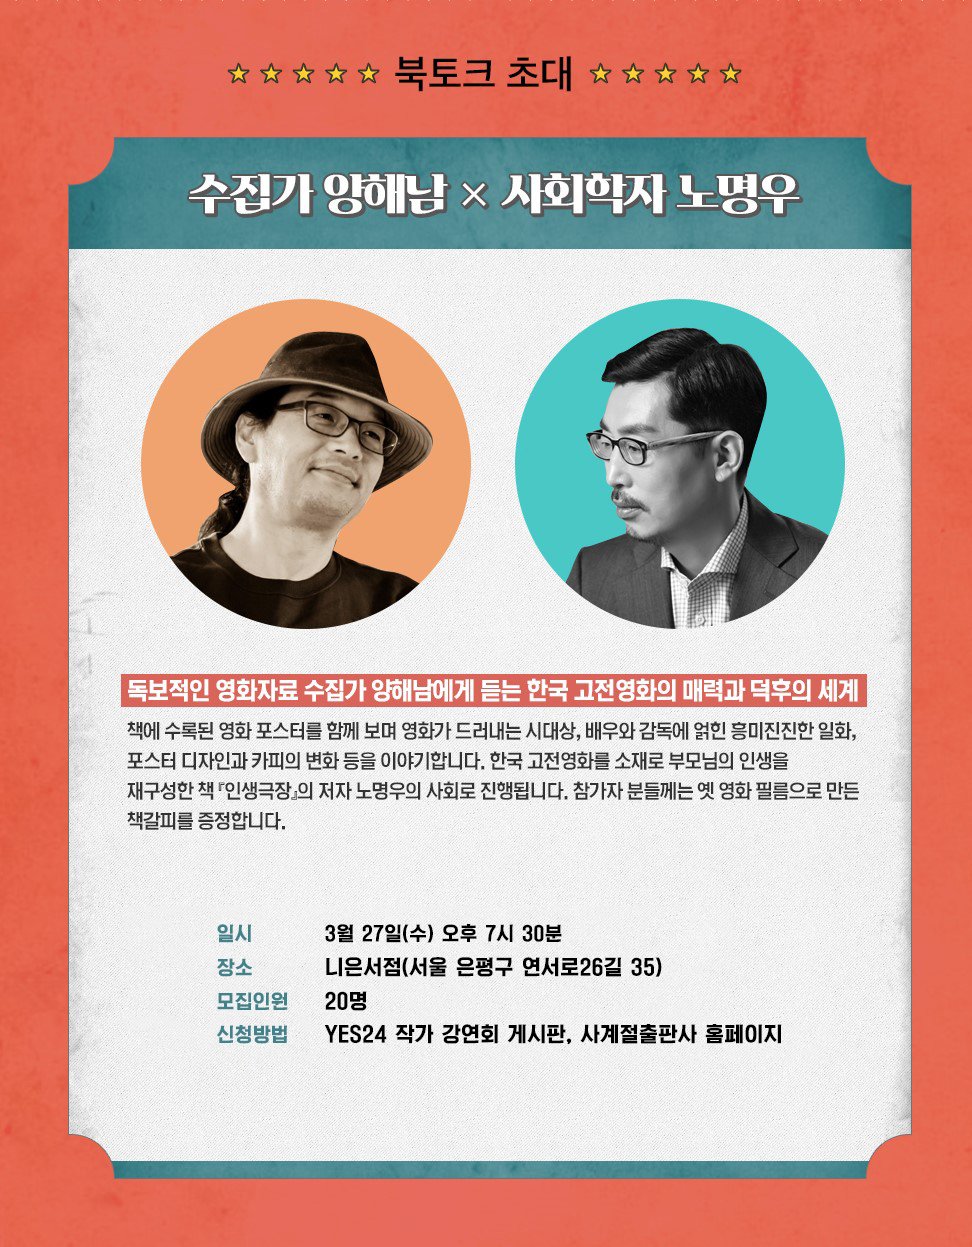 북토크 초대
수집가 양해남 × 사회학자 노명우
독보적인 영화자료 수집가 양해남에게 듣는 한국 고전영화의 매력과 덕후의 세계
책에 수록된 영화 포스터를 함께 보며 영화가 드러내는 시대상, 배우와 감독에 얽힌 흥미진진한 일화,
포스터 디자인과 카피의 변화 등을 이야기합니다. 한국 고전영화를 소재로 부모님의 인생을
재구성한 책 『인생극장』의 저자 노명우의 사회로 진행됩니다. 참가자 분들께는 옛 영화 필름으로 만든
책갈피를 증정합니다.
일시 3월 27일(수) 오후 7시 30분
장소 니은서점(서울 은평구 연서로26길 35)
모집인원 20명
신청방법 YES24 작가 강연회 게시판, 사계절출판사 홈페이지